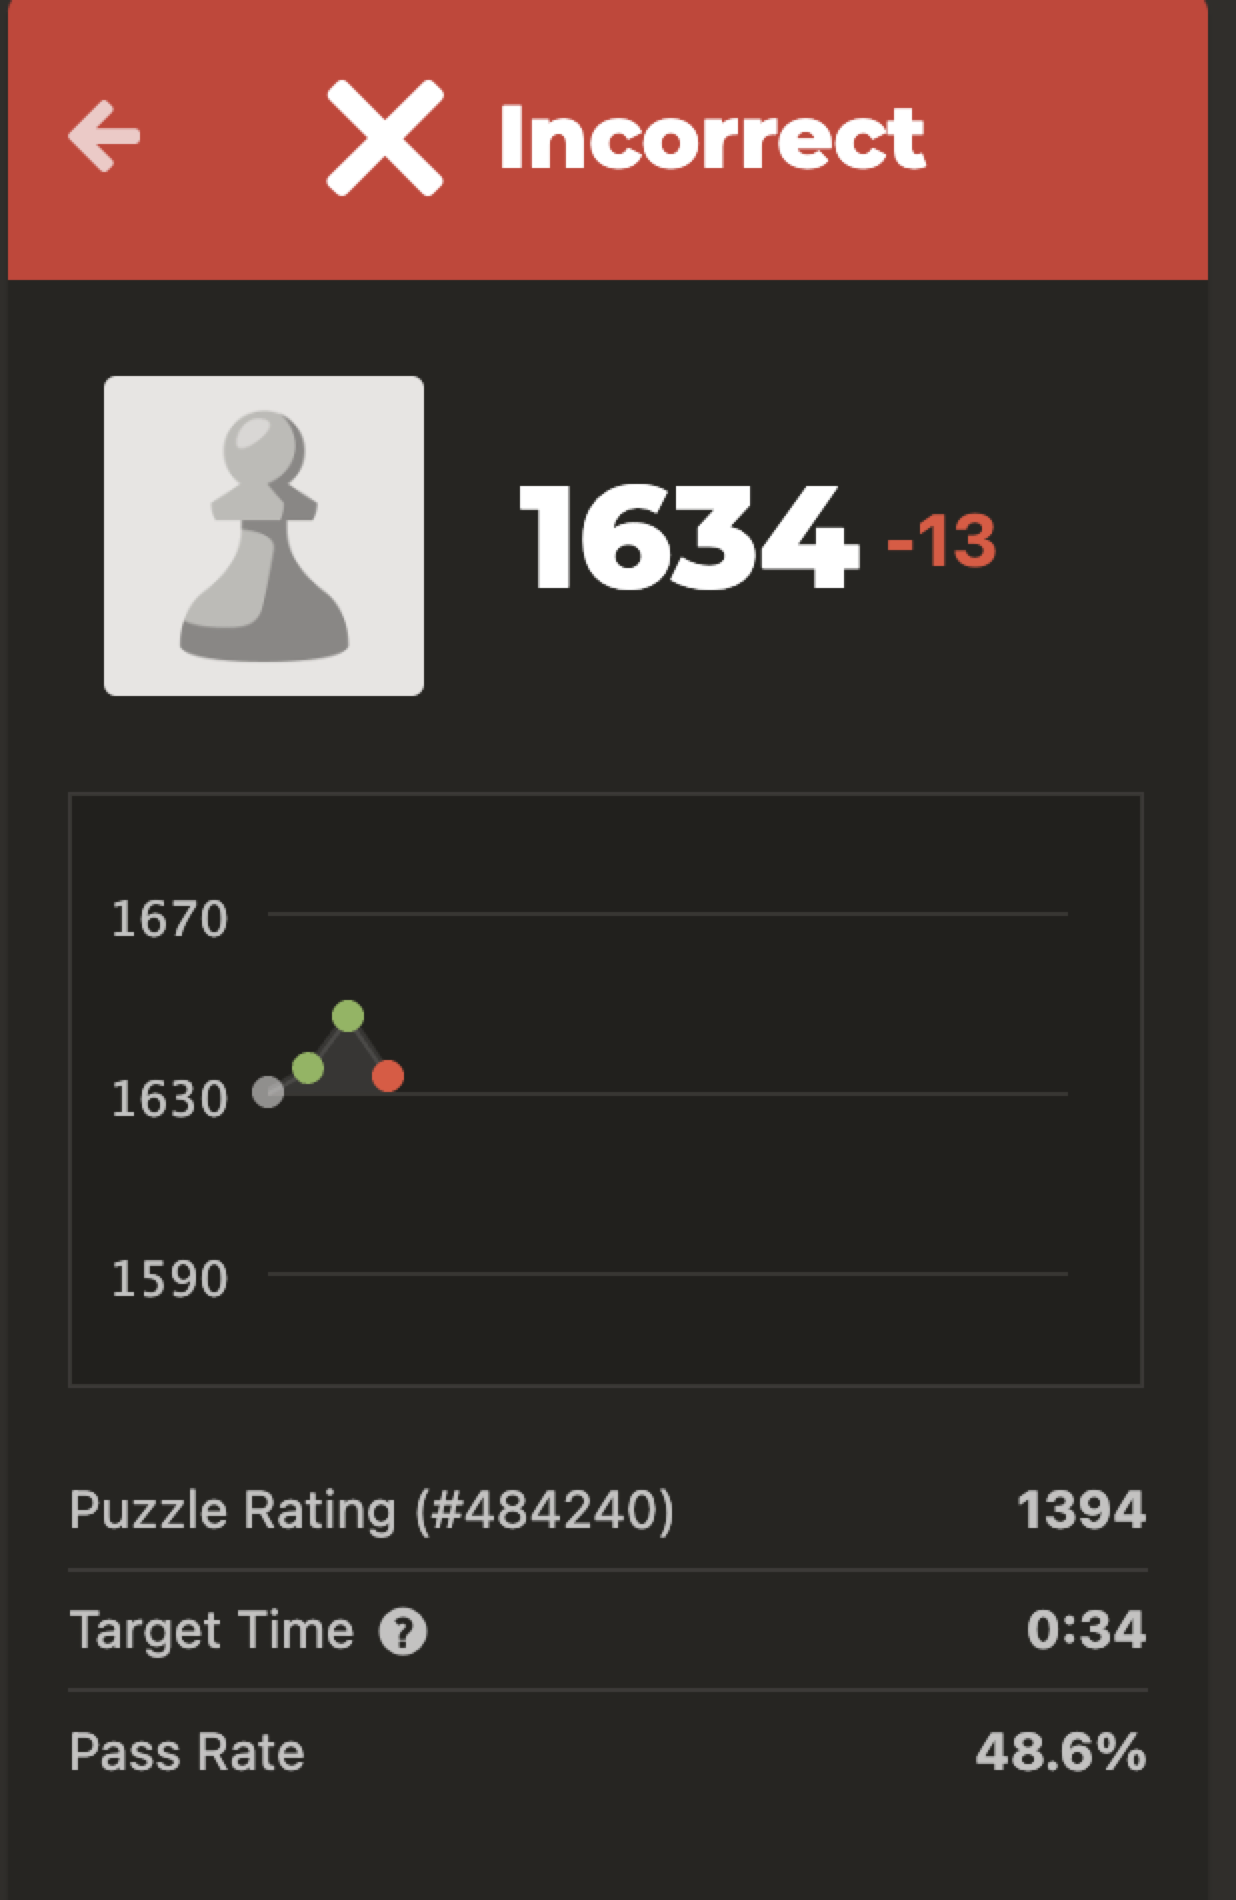 Incorrect
1634 -13
1670
1630
1590
Puzzle Rating (#484240) 1394
Target Time ? 0:34
Pass Rate 48.6%